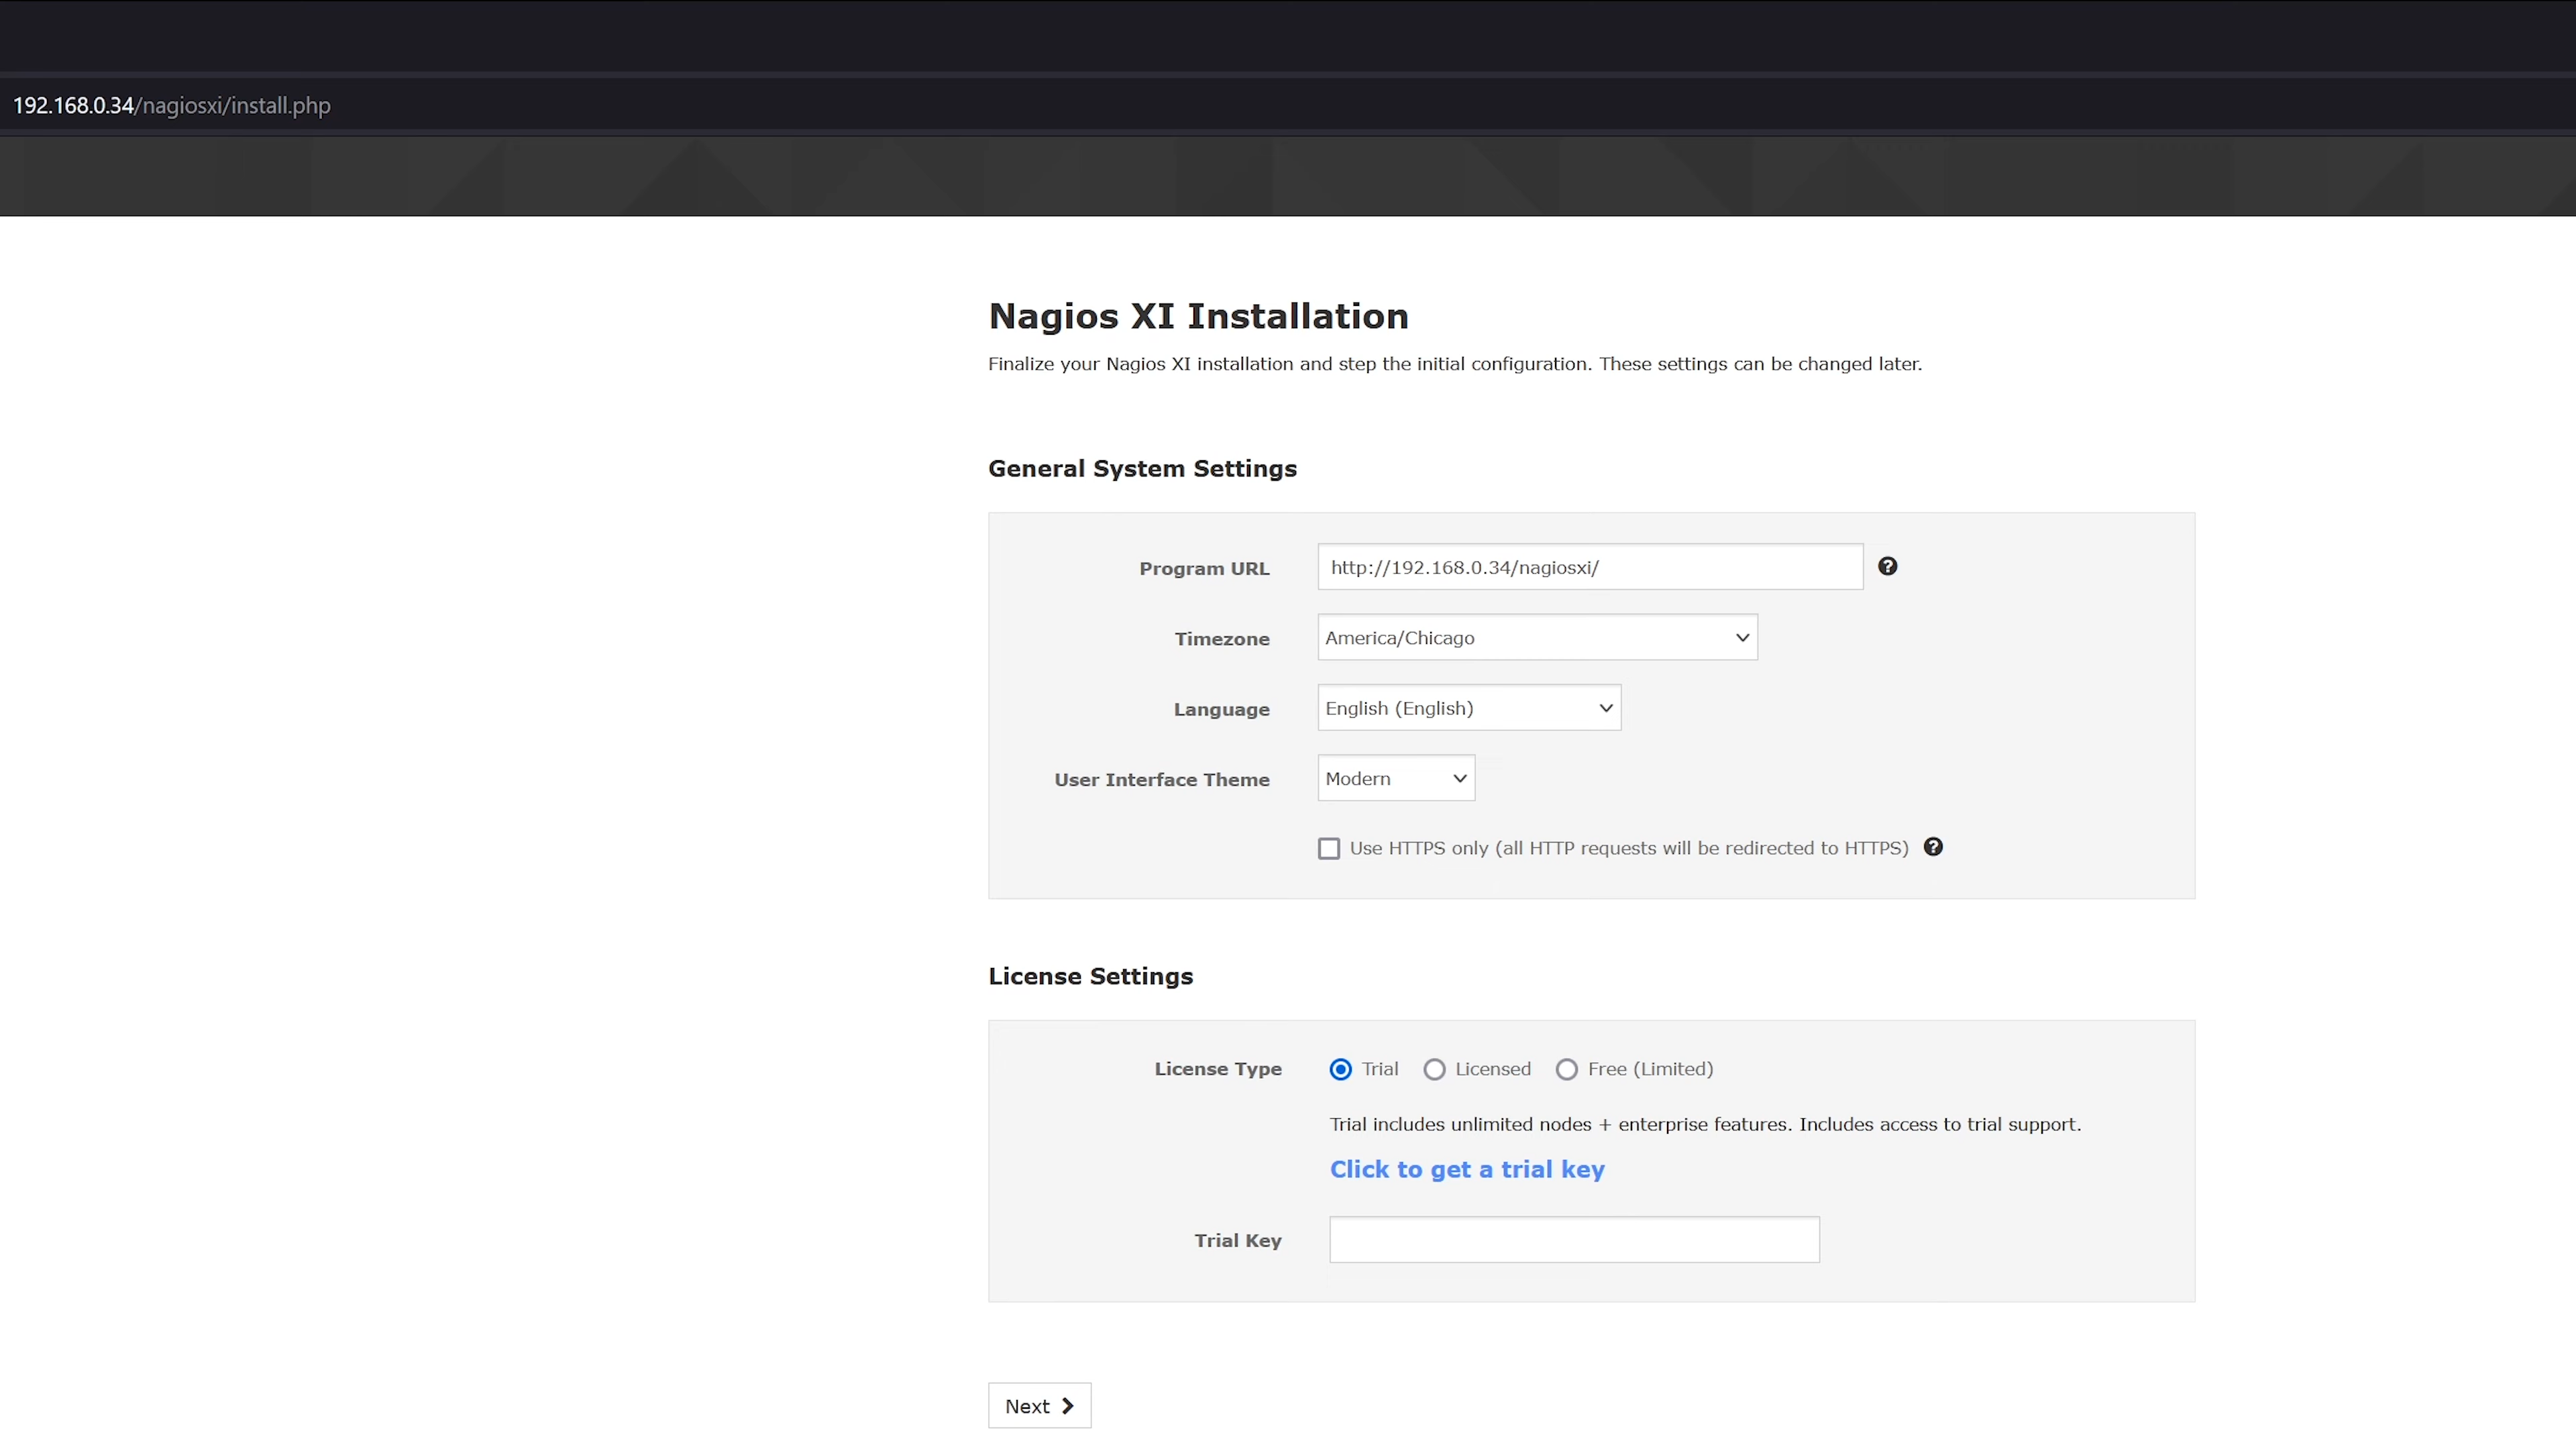 192.168.0.34/nagiosxi/install.php
Nagios XI Installation
Finalize your Nagios XI installation and step the initial configuration. These settings can be changed later.
General System Settings
Program URL http://192.168.0.34/nagiosxi/ ?
Timezone America/Chicago
Language English (English)
User Interface Theme Modern
Use HTTPS only (all HTTP requests will be redirected to HTTPS) ?
License Settings
License Type Trial Licensed Free (Limited)
Trial includes unlimited nodes + enterprise features. Includes access to trial support.
Click to get a trial key
Trial Key
Next